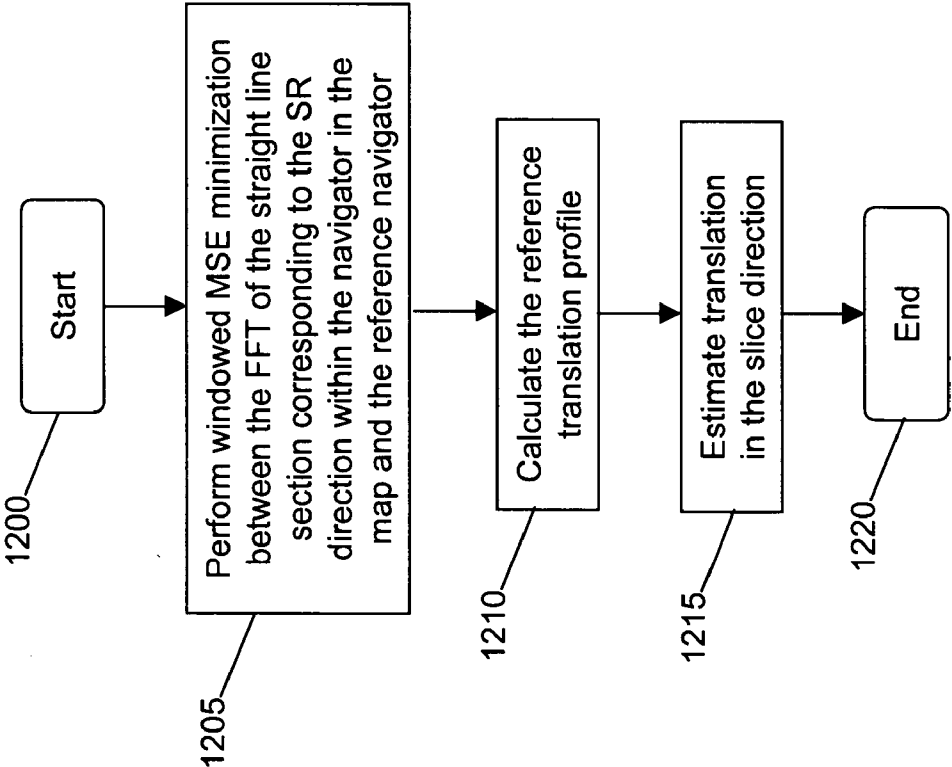 1200
Start
1205
Perform windowed MSE minimization
between the FFT of the straight line
section corresponding to the SR
direction within the navigator in the
map and the reference navigator
1210
Calculate the reference
translation profile
1215
Estimate translation
in the slice direction
1220
End